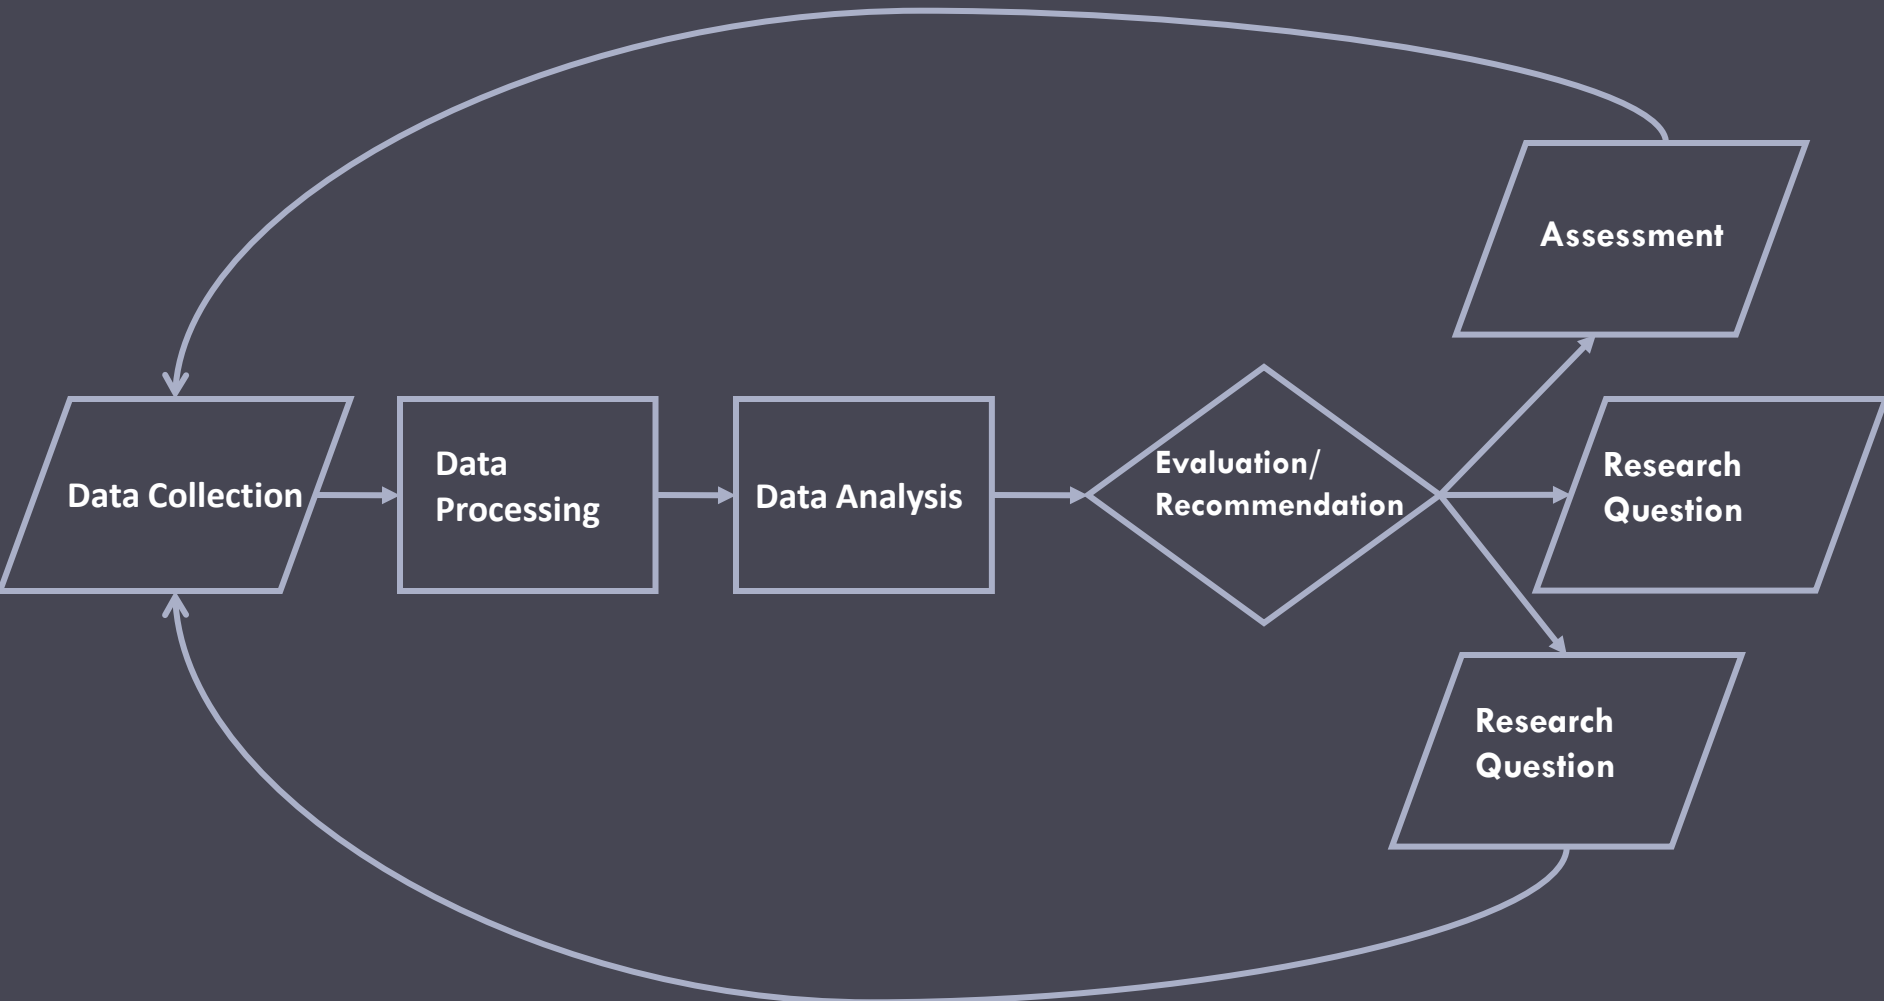 Assessment
Data Collection
Data
Processing
Data Analysis
Evaluation/
Recommendation
Research
Question
Research
Question